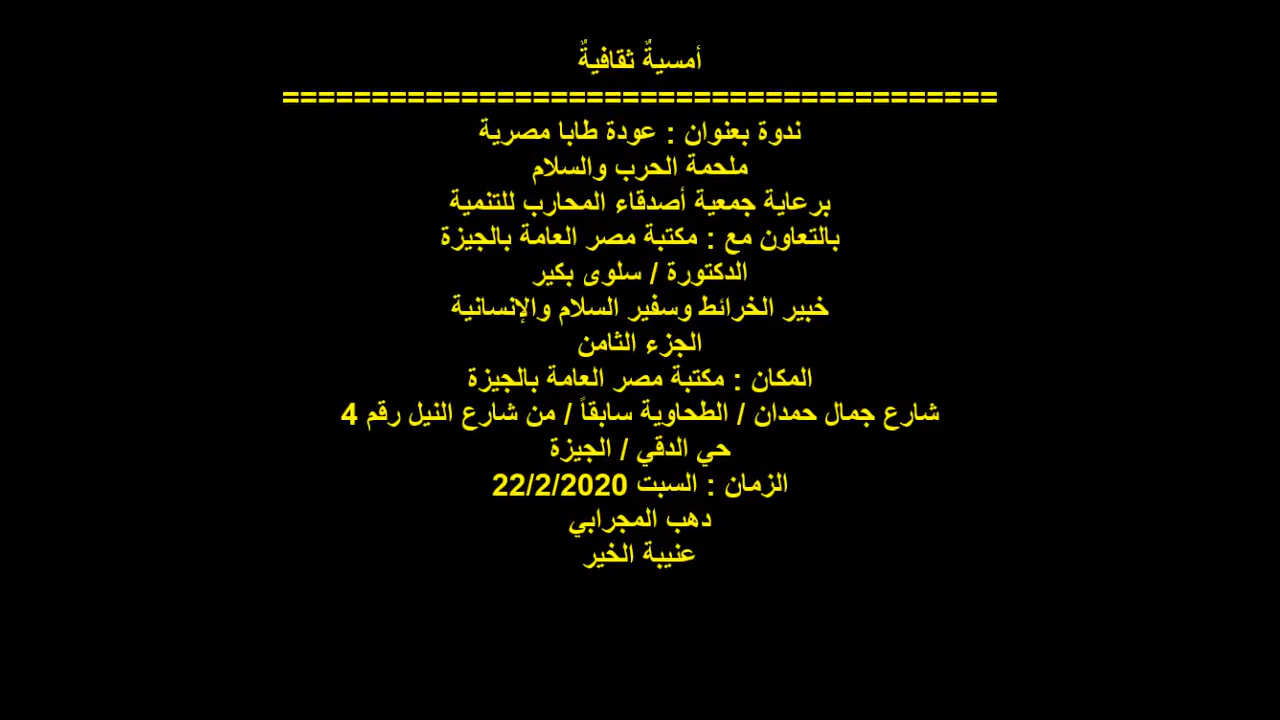 أمسيةٌ ثقافيةٌ
=======================================
ندوة بعنوان : عودة طابا مصرية
ملحمة الحرب والسلام
برعاية جمعية أصدقاء المحارب للتنمية
بالتعاون مع : مكتبة مصر العامة بالجيزة
الدكتورة / سلوى بكير
خبير الخرائط وسفير السلام والإنسانية
الجزء الثامن
المكان : مكتبة مصر العامة بالجيزة
شارع جمال حمدان / الطحاوية سابقاً / من شارع النيل رقم 4
حي الدقي / الجيزة
الزمان : السبت 22/2/2020
دهب المجرابي
عنيبة الخير